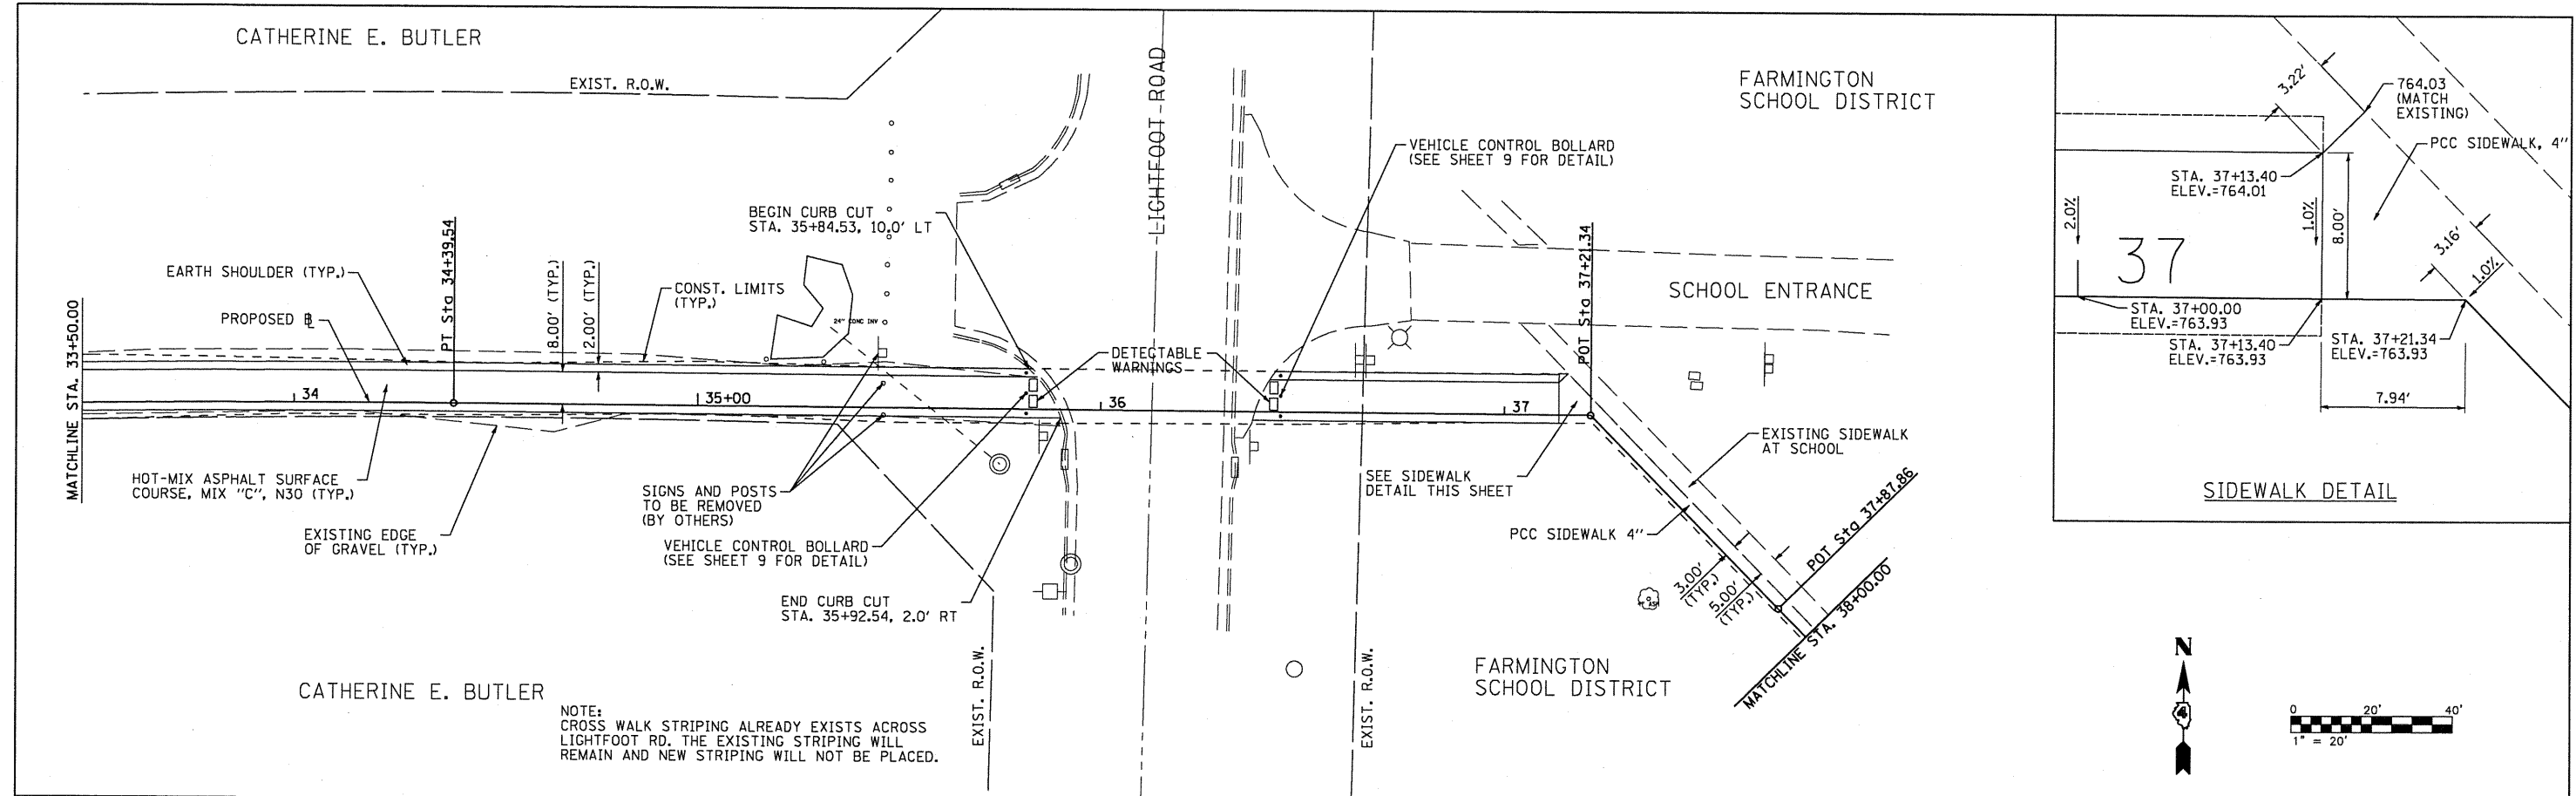 CATHERINE E. BUTLER
EXIST. R.O.W.
LIGHTFOOT ROAD
FARMINGTON
SCHOOL DISTRICT
VEHICLE CONTROL BOLLARD
(SEE SHEET 9 FOR DETAIL)
BEGIN CURB CUT
STA. 35+84.53, 10.0' LT
EARTH SHOULDER (TYP.)
PROPOSED
PT Sta 34+39.54
8.00' (TYP.)
2.00' (TYP.)
CONST. LIMITS
(TYP.)
24" CONC INV
MATCHLINE STA. 33+50.00
34
35+00
36
37
DETECTABLE
WARNINGS
POT Sta 37+21.34
SCHOOL ENTRANCE
HOT-MIX ASPHALT SURFACE
COURSE, MIX "C", N30 (TYP.)
EXISTING EDGE
OF GRAVEL (TYP.)
SIGNS AND POSTS
TO BE REMOVED
(BY OTHERS)
VEHICLE CONTROL BOLLARD
(SEE SHEET 9 FOR DETAIL)
END CURB CUT
STA. 35+92.54, 2.0' RT
SEE SIDEWALK
DETAIL THIS SHEET
EXISTING SIDEWALK
AT SCHOOL
PCC SIDEWALK 4"
3.00'
(TYP.)
5.00'
(TYP.)
POT Sta 37+87.86
MATCHLINE STA. 38+00.00
CATHERINE E. BUTLER
NOTE:
CROSS WALK STRIPING ALREADY EXISTS ACROSS
LIGHTFOOT RD. THE EXISTING STRIPING WILL
REMAIN AND NEW STRIPING WILL NOT BE PLACED.
EXIST. R.O.W.
EXIST. R.O.W.
FARMINGTON
SCHOOL DISTRICT
3.22'
764.03
(MATCH
EXISTING)
PCC SIDEWALK, 4"
STA. 37+13.40
ELEV.=764.01
2.0%
37
1.0%
8.00'
3.16'
1.0%
STA. 37+00.00
ELEV.=763.93
STA. 37+13.40
ELEV.=763.93
STA. 37+21.34
ELEV.=763.93
7.94'
SIDEWALK DETAIL
N
4
0 20' 40'
1" = 20'